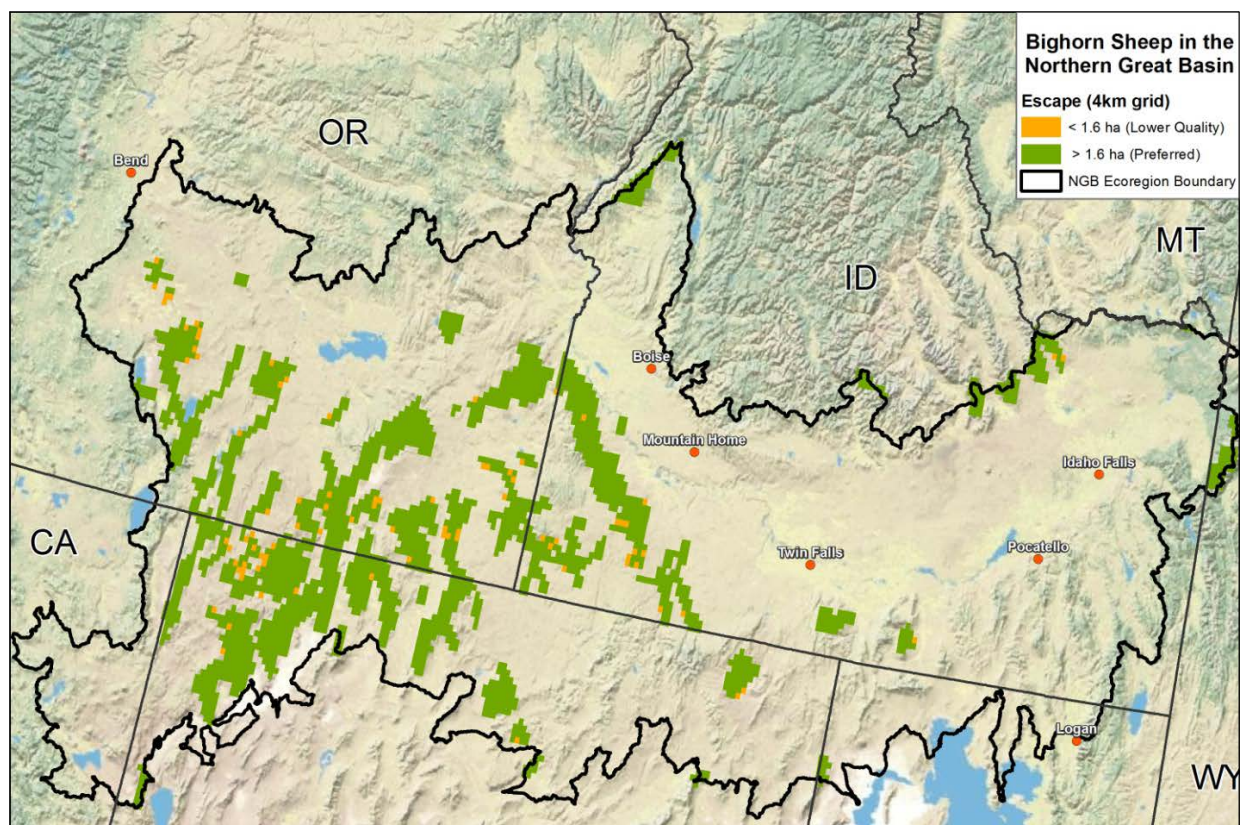 Bighorn Sheep in the
Northern Great Basin
Escape (4km grid)
< 1.6 ha (Lower Quality)
> 1.6 ha (Preferred)
NGB Ecoregion Boundary
OR
Bend
MT
ID
Boise
Mountain Home
Idaho Falls
CA
Twin Falls
Pocatello
Logan
WY